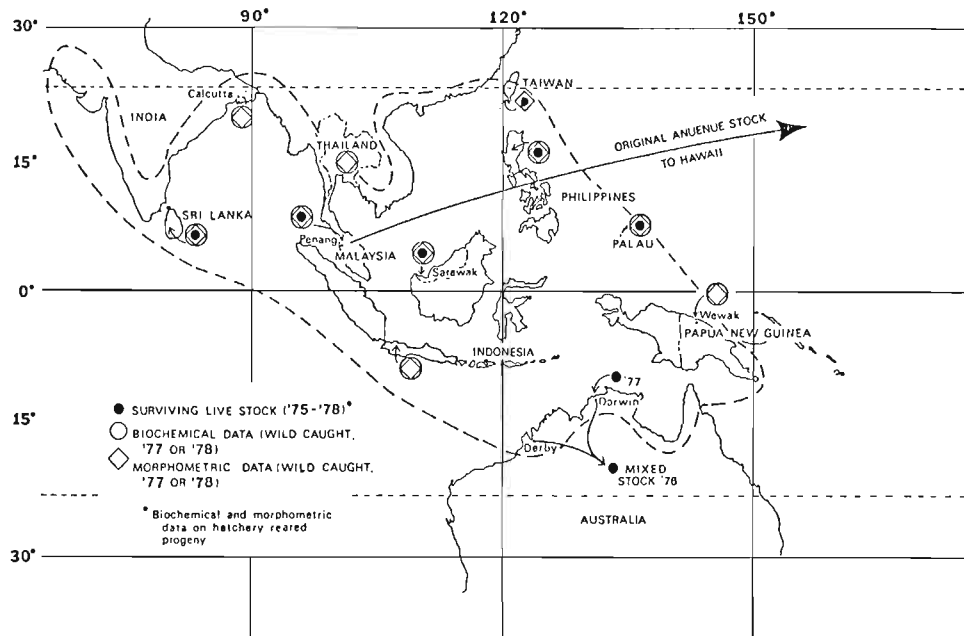 30°
90°
120°
150°
TAIWAN
Calcutta
INDIA
THAILAND
ORIGINAL ANUENUE STOCK
TO HAWAII
15°
PHILIPPINES
SRI LANKA
PALAU
Penang
MALAYSIA
Sarawak
0°
Wewak
PAPUA NEW GUINEA
INDONESIA
'77
Darwin
15°
SURVIVING LIVE STOCK ('75-'78)*
BIOCHEMICAL DATA (WILD CAUGHT,
'77 OR '78)
MORPHOMETRIC DATA (WILD CAUGHT,
'77 OR '78)
Derby
MIXED
STOCK '76
* Biochemical and morphometric
data on hatchery reared
progeny
AUSTRALIA
30°